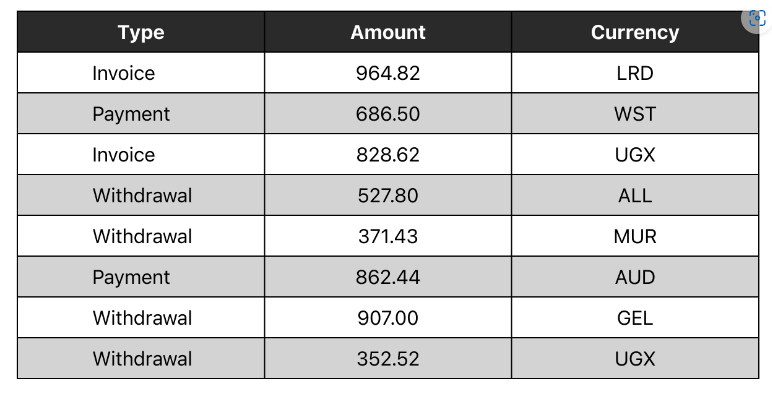 Type Amount Currency
Invoice 964.82 LRD
Payment 686.50 WST
Invoice 828.62 UGX
Withdrawal 527.80 ALL
Withdrawal 371.43 MUR
Payment 862.44 AUD
Withdrawal 907.00 GEL
Withdrawal 352.52 UGX